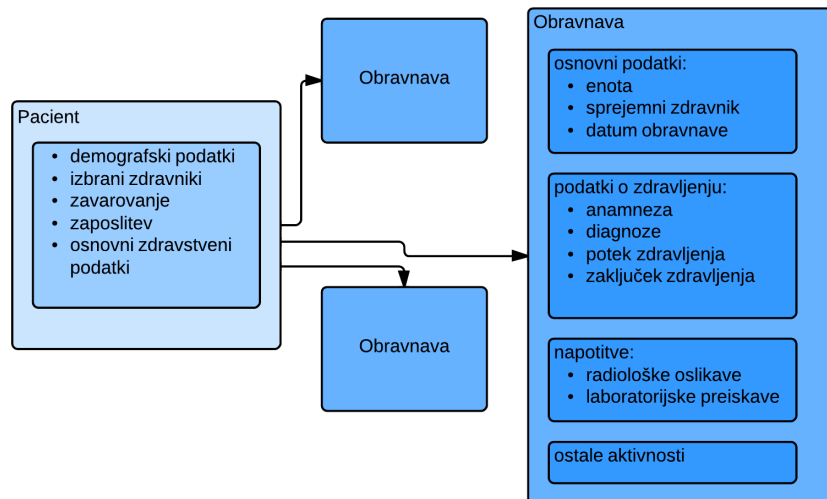 Pacient
• demografski podatki
• izbrani zdravniki
• zavarovanje
• zaposlitev
• osnovni zdravstveni
podatki
Obravnava
Obravnava
Obravnava
osnovni podatki:
• enota
• sprejemni zdravnik
• datum obravnave
podatki o zdravljenju:
• anamneza
• diagnoze
• potek zdravljenja
• zaključek zdravljenja
napotitve:
• radiološke oslikave
• laboratorijske preiskave
ostale aktivnosti